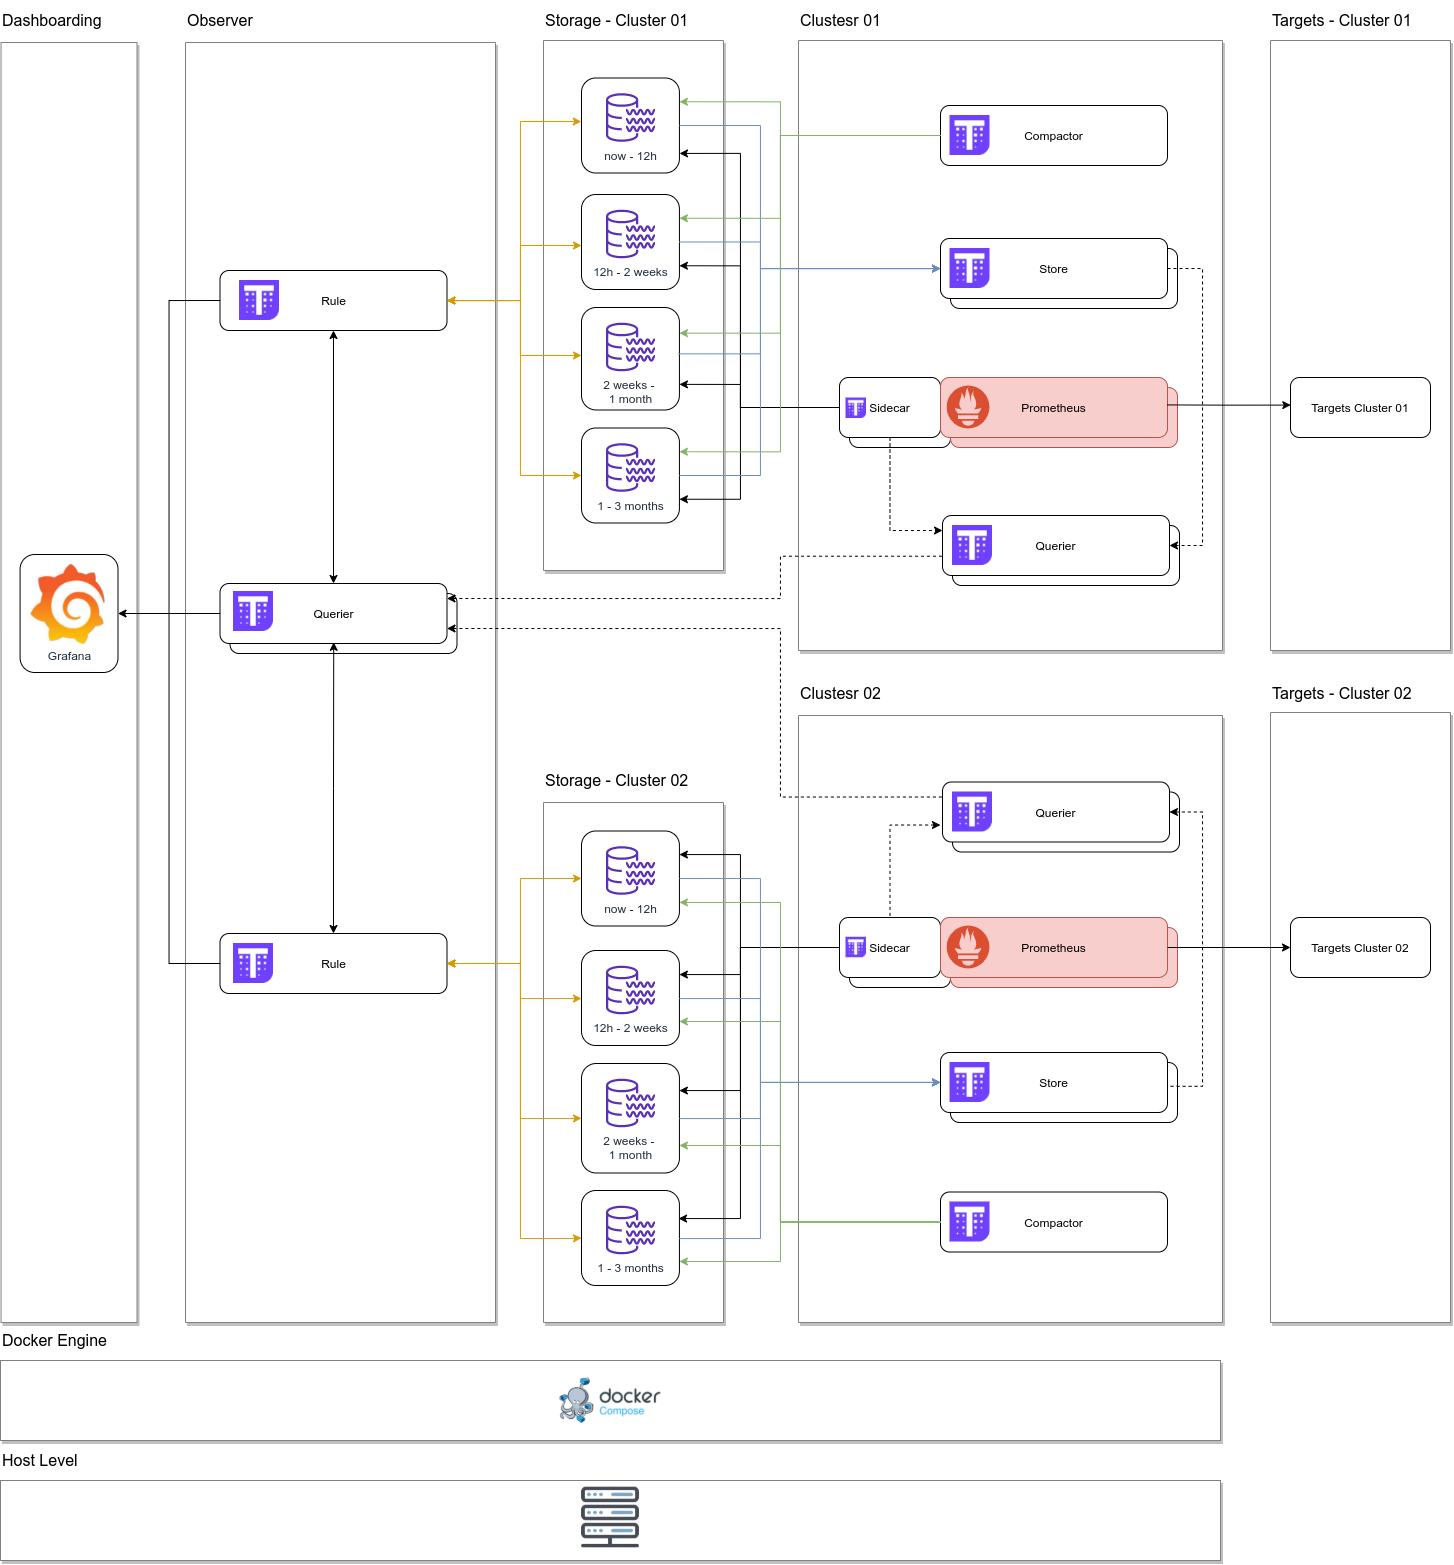 Dashboarding
Observer
Storage - Cluster 01
Clustesr 01
Targets - Cluster 01
now - 12h
Compactor
12h - 2 weeks
Store
Rule
2 weeks -
1 month
Sidecar
Prometheus
Targets Cluster 01
1 - 3 months
Querier
Querier
Grafana
Clustesr 02
Targets - Cluster 02
Storage - Cluster 02
Querier
now - 12h
Rule
Sidecar
Prometheus
Targets Cluster 02
12h - 2 weeks
Store
2 weeks -
1 month
Compactor
1 - 3 months
Docker Engine
docker
Compose
Host Level